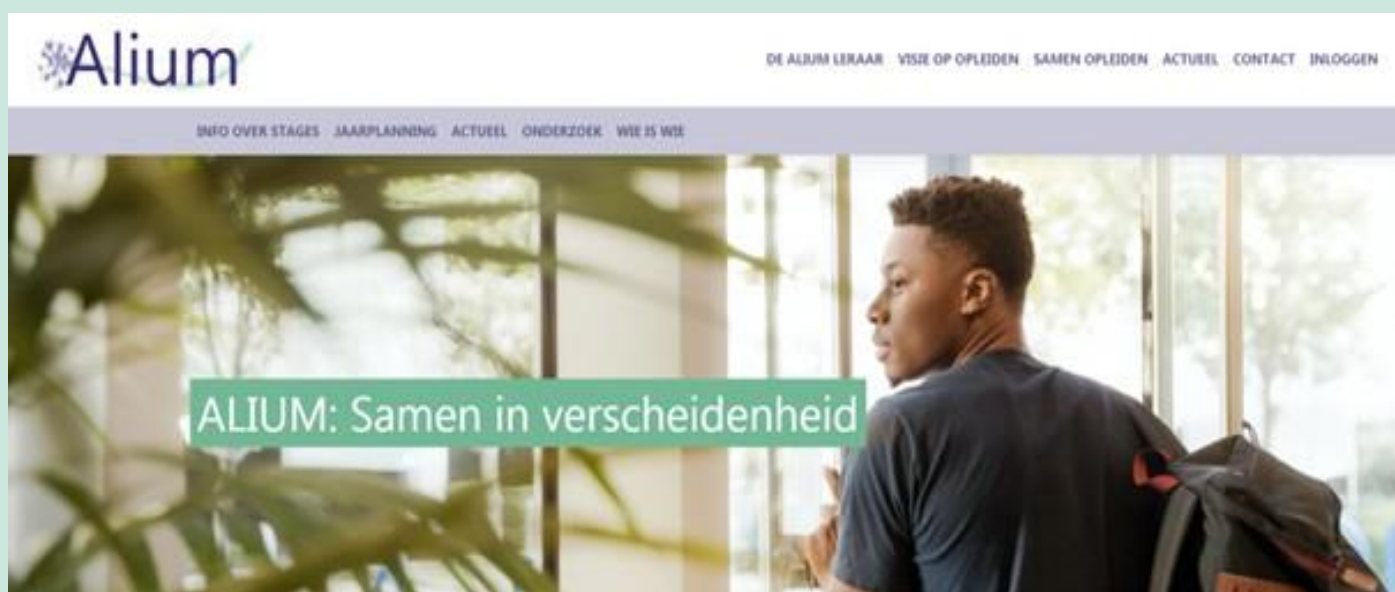 Alium
DE ALIUM LERAAR VISIE OP OPLEIDEN SAMEN OPLEIDEN ACTUEEL CONTACT INLOGGEN
INFO OVER STAGES JAARPLANNING ACTUEEL ONDERZOEK WIE IS WIE
ALIUM: Samen in verscheidenheid